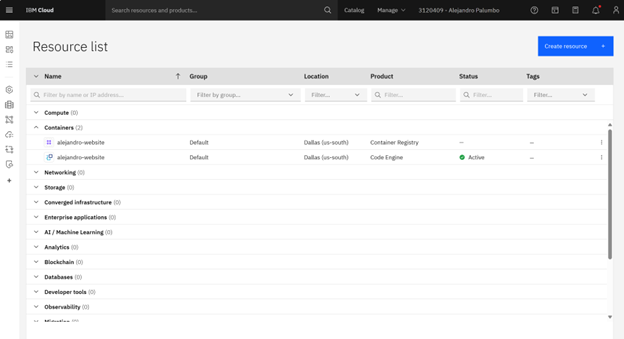 IBM Cloud
Search resources and products...
Catalog
Manage
3120409 - Alejandro Palumbo
Resource list
Create resource +
Name Group Location Product Status Tags
Filter by name or IP address... Filter by group... Filter... Filter... Filter... Filter...
Compute (0)
Containers (2)
alejandro-website Default Dallas (us-south) Container Registry — —
alejandro-website Default Dallas (us-south) Code Engine Active —
Networking (0)
Storage (0)
Converged infrastructure (0)
Enterprise applications (0)
AI / Machine Learning (0)
Analytics (0)
Blockchain (0)
Databases (0)
Developer tools (0)
Observability (0)
Migration (0)